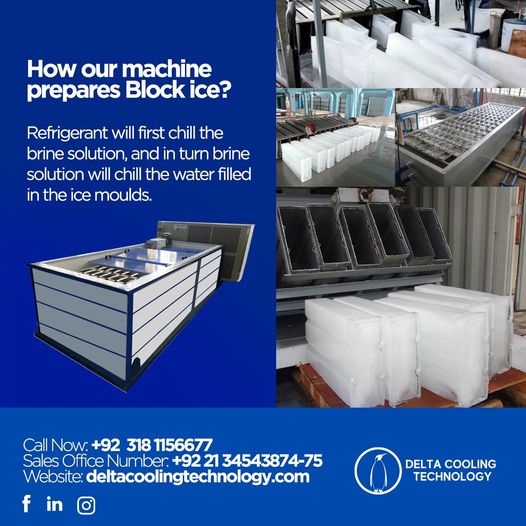 How our machine
prepares Block ice?
Refrigerant will first chill the
brine solution, and in turn brine
solution will chill the water filled
in the ice moulds.
Call Now: +92 318 1156677
Sales Office Number: +92 21 34543874-75
Website: deltacoolingtechnology.com
f in
DELTA COOLING
TECHNOLOGY